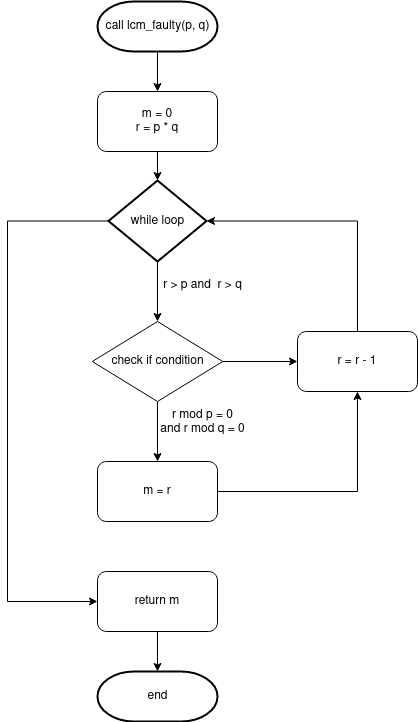 call lcm_faulty(p, q)
m = 0
r = p * q
while loop
r > p and r > q
check if condition
r = r - 1
r mod p = 0
and r mod q = 0
m = r
return m
end